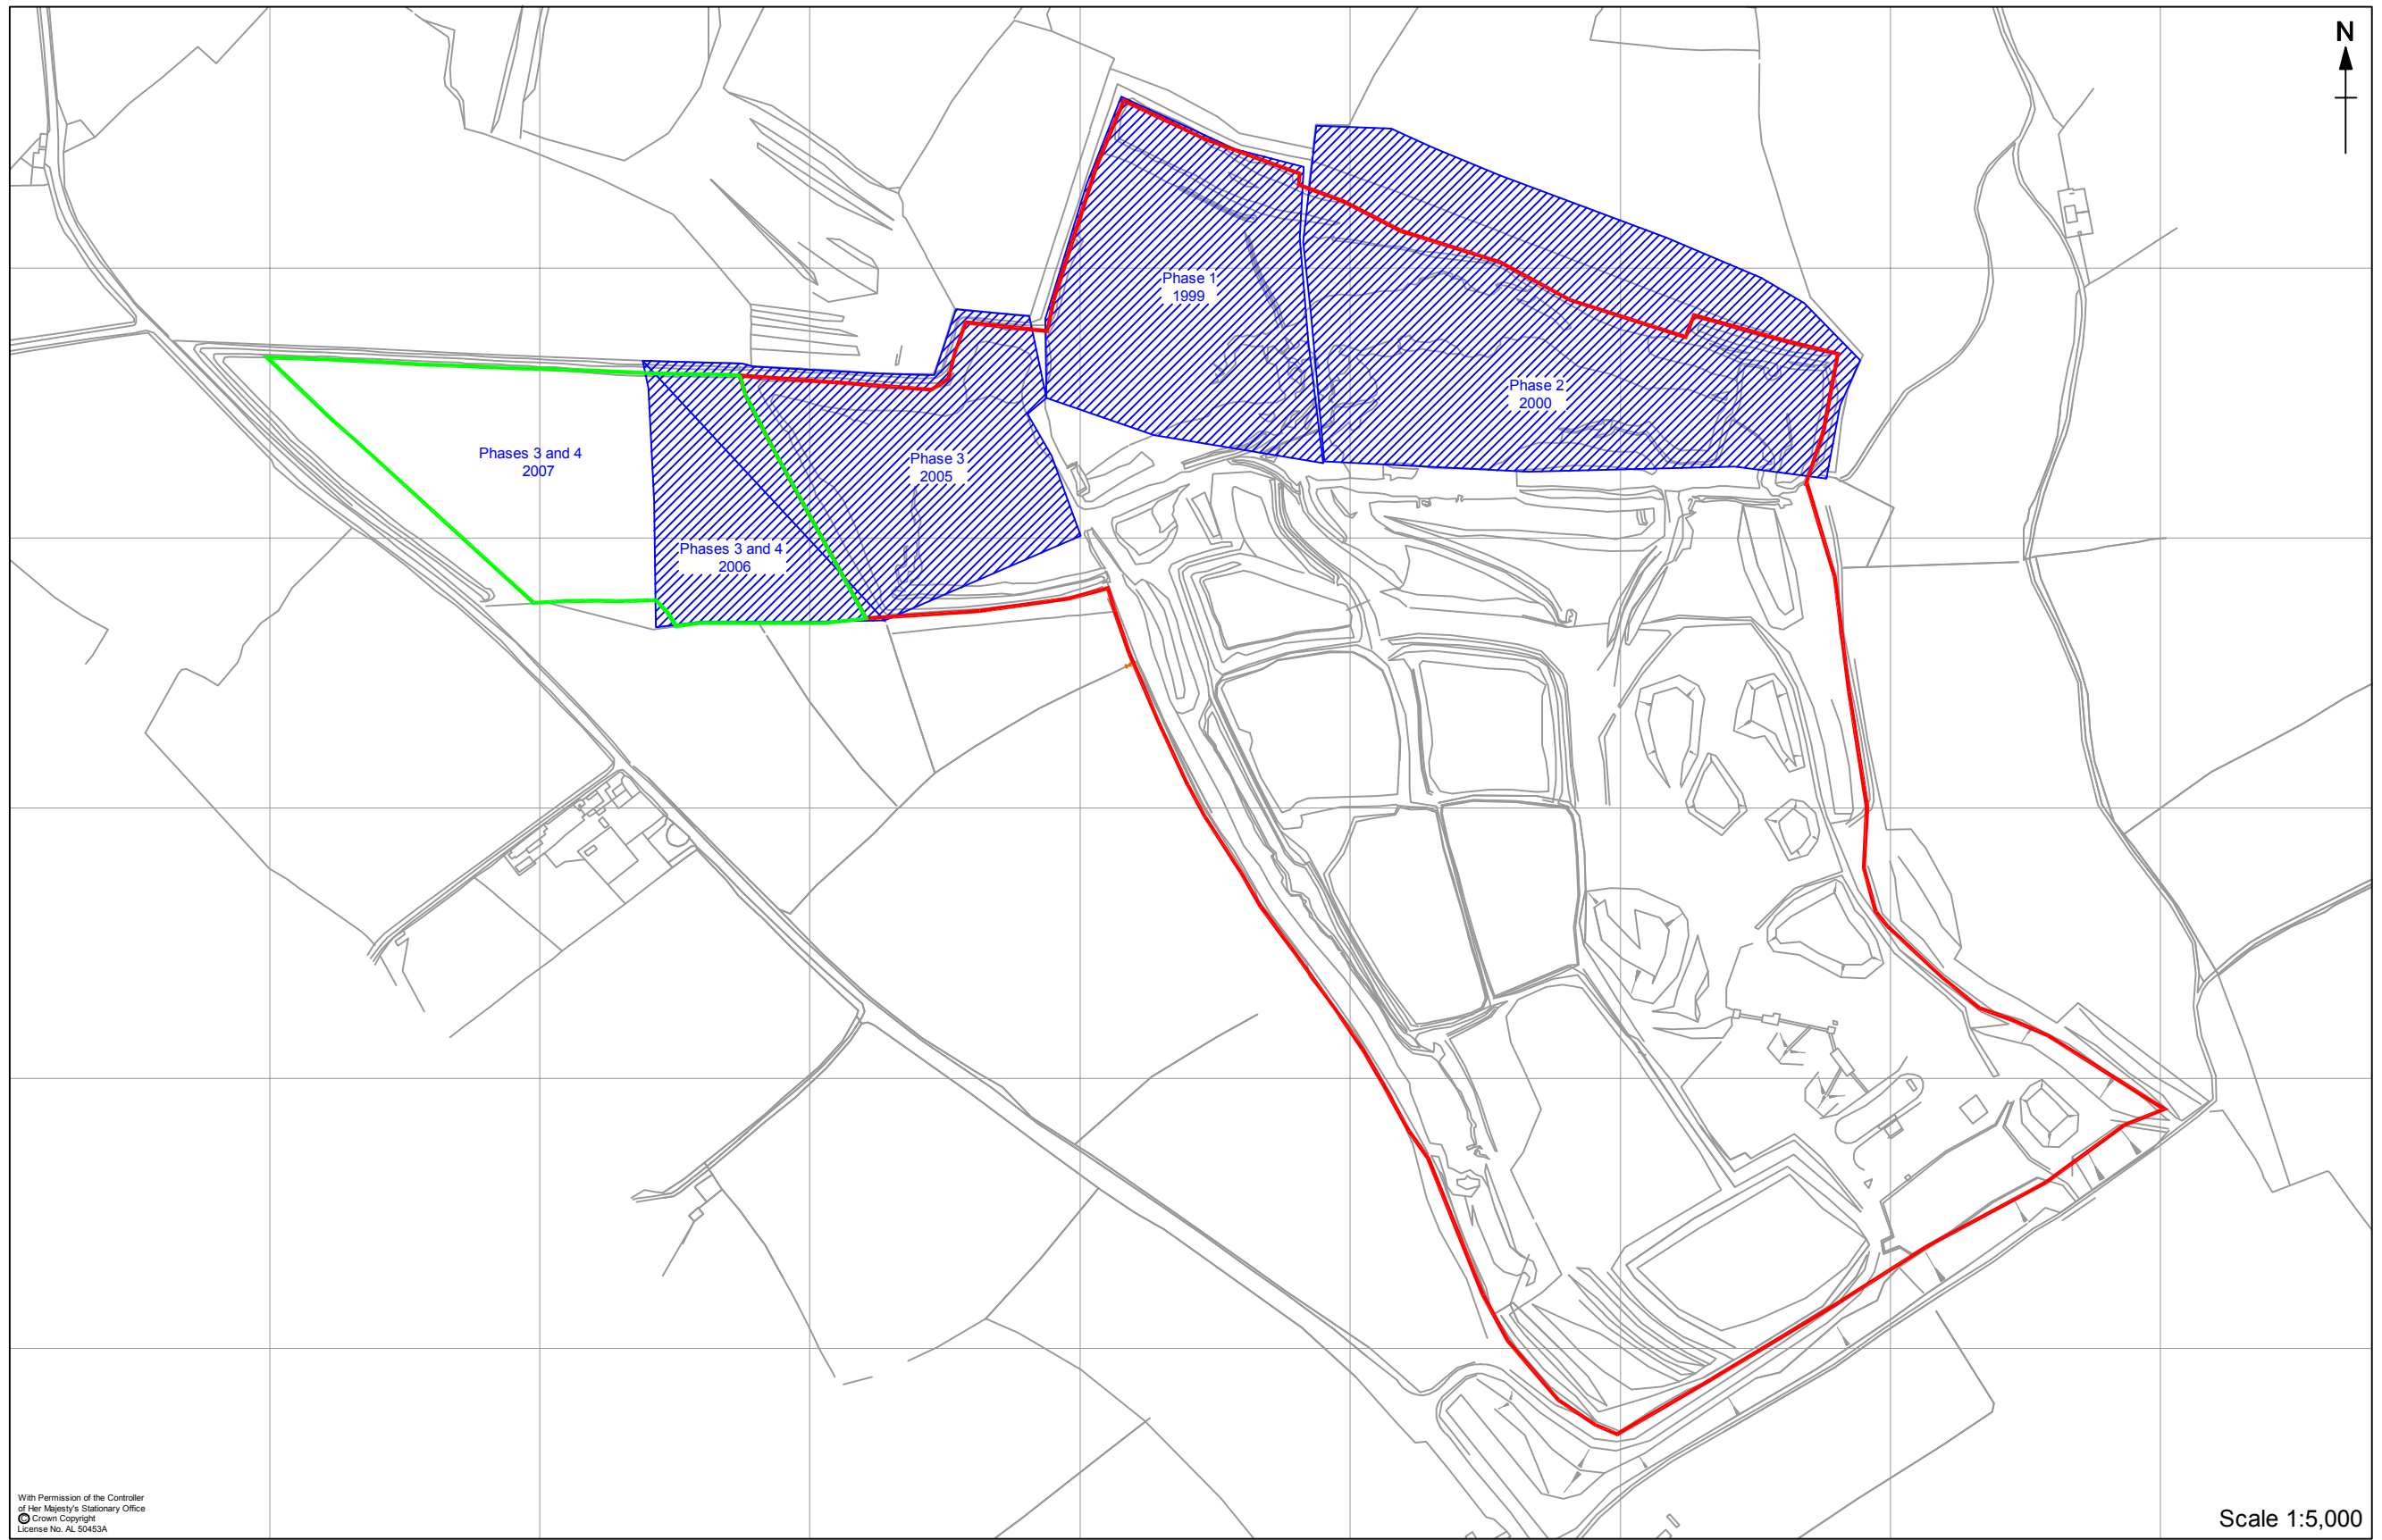 N
Phase 1
1999
Phase 2
2000
Phases 3 and 4
2007
Phase 3
2005
Phases 3 and 4
2006
With Permission of the Controller
of Her Majesty's Stationary Office
© Crown Copyright
License No. AL 50453A
Scale 1:5,000